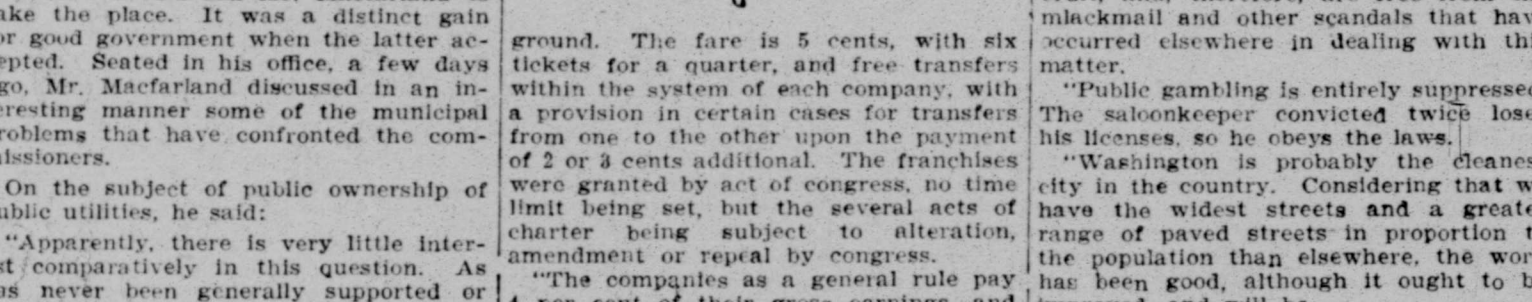 ake the place. It was a distinct gain
or good government when the latter ac-
epted. Seated in his office, a few days
go, Mr. Macfarland discussed in an in-
eresting manner some of the municipal
roblems that have confronted the com-
issioners.
On the subject of public ownership of
ublic utilities, he said:
"Apparently, there is very little inter-
st comparatively in this question. As
as never been generally supported or
ground. The fare is 5 cents, with six
tickets for a quarter, and free transfers
within the system of each company, with
a provision in certain cases for transfers
from one to the other upon the payment
of 2 or 3 cents additional. The franchises
were granted by act of congress, no time
limit being set, but the several acts of
charter being subject to alteration,
amendment or repeal by congress.
"The companies as a general rule pay
4 per cent of their gross earnings, and
mlackmail and other scandals that hav
occurred elsewhere in dealing with thi
matter.
"Public gambling is entirely suppressed
The saloonkeeper convicted twice lose
his licenses, so he obeys the laws.
"Washington is probably the cleanes
city in the country. Considering that w
have the widest streets and a greate
range of paved streets in proportion t
the population than elsewhere, the wor
has been good, although it ought to b